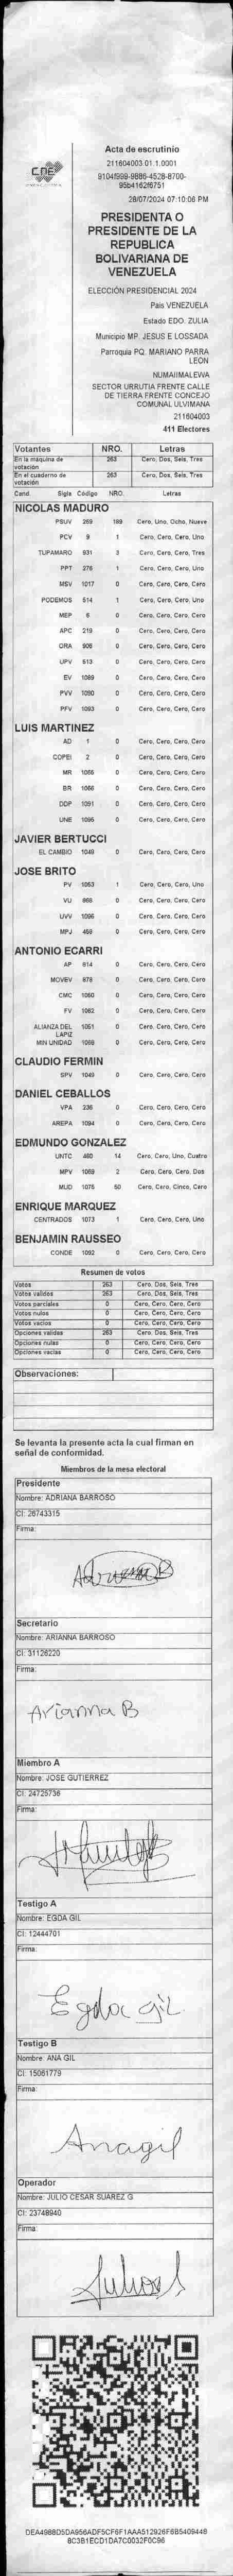 CNE
Acta de escrutinio
211604003.01.1.0001
9104f999-9886-4528-8700-
95b4162f6751
28/07/2024 07:10:06 PM
PRESIDENTA O
PRESIDENTE DE LA
REPUBLICA
BOLIVARIANA DE
VENEZUELA
ELECCIÓN PRESIDENCIAL 2024
País VENEZUELA
Estado EDO. ZULIA
Municipio MP. JESUS E LOSSADA
Parroquia PQ. MARIANO PARRA
LEON
NUMAIIMALEWA
SECTOR URRUTIA FRENTE CALLE
DE TIERRA FRENTE CONCEJO
COMUNAL ULVIMANA
211604003
411 Electores
Votantes NRO. Letras
En la máquina de votación 263 Cero, Dos, Seis, Tres
En el cuaderno de votación 263 Cero, Dos, Seis, Tres
Cand. Sigla Código NRO. Letras
NICOLAS MADURO
PSUV 269 189 Cero, Uno, Ocho, Nueve
PCV 9 1 Cero, Cero, Cero, Uno
TUPAMARO 931 3 Cero, Cero, Cero, Tres
PPT 276 1 Cero, Cero, Cero, Uno
MSV 1017 0 Cero, Cero, Cero, Cero
PODEMOS 514 1 Cero, Cero, Cero, Uno
MEP 6 0 Cero, Cero, Cero, Cero
APC 219 0 Cero, Cero, Cero, Cero
ORA 906 0 Cero, Cero, Cero, Cero
UPV 513 0 Cero, Cero, Cero, Cero
EV 1089 0 Cero, Cero, Cero, Cero
PVV 1090 0 Cero, Cero, Cero, Cero
PFV 1093 0 Cero, Cero, Cero, Cero
LUIS MARTINEZ
AD 1 0 Cero, Cero, Cero, Cero
COPEI 2 0 Cero, Cero, Cero, Cero
MR 0 Cero, Cero, Cero, Cero
BR 1066 0 Cero, Cero, Cero, Cero
DDP 1091 0 Cero, Cero, Cero, Cero
UNE 1095 0 Cero, Cero, Cero, Cero
JAVIER BERTUCCI
EL CAMBIO 1049 0 Cero, Cero, Cero, Cero
JOSE BRITO
PV 1053 1 Cero, Cero, Cero, Uno
VU 868 0 Cero, Cero, Cero, Cero
UVV 1096 0 Cero, Cero, Cero, Cero
MPJ 458 0 Cero, Cero, Cero, Cero
ANTONIO ECARRI
AP 814 0 Cero, Cero, Cero, Cero
MOVEV 878 0 Cero, Cero, Cero, Cero
CMC 1060 0 Cero, Cero, Cero, Cero
FV 1062 0 Cero, Cero, Cero, Cero
ALIANZA DEL LAPIZ 1051 0 Cero, Cero, Cero, Cero
MIN UNIDAD 0 Cero, Cero, Cero, Cero
CLAUDIO FERMIN
SPV 0 Cero, Cero, Cero, Cero
DANIEL CEBALLOS
VPA 236 0 Cero, Cero, Cero, Cero
AREPA 1094 0 Cero, Cero, Cero, Cero
EDMUNDO GONZALEZ
UNTC 460 14 Cero, Cero, Uno, Cuatro
MPV 1069 2 Cero, Cero, Cero, Dos
MUD 1075 50 Cero, Cero, Cinco, Cero
ENRIQUE MARQUEZ
CENTRADOS 1073 1 Cero, Cero, Cero, Uno
BENJAMIN RAUSSEO
CONDE 1092 0 Cero, Cero, Cero, Cero
Resumen de votos
Votos 263 Cero, Dos, Seis, Tres
Votos validos 263 Cero, Dos, Seis, Tres
Votos parciales 0 Cero, Cero, Cero, Cero
Votos nulos 0 Cero, Cero, Cero, Cero
Votos vacios 0 Cero, Cero, Cero, Cero
Opciones validas 263 Cero, Dos, Seis, Tres
Opciones nulas 0 Cero, Cero, Cero, Cero
Opciones vacias 0 Cero, Cero, Cero, Cero
Observaciones:
Se levanta la presente acta la cual firman en
señal de conformidad.
Miembros de la mesa electoral
Presidente
Nombre: ADRIANA BARROSO
CI: 26743315
Firma:
Adriana B
Secretario
Nombre: ARIANNA BARROSO
CI: 31126220
Firma:
Arianna B
Miembro A
Nombre: JOSE GUTIERREZ
CI: 24725736
Firma:
Testigo A
Nombre: EGDA GIL
CI: 12444701
Firma:
Egda gil
Testigo B
Nombre: ANA GIL
CI: 15061779
Firma:
Anagil
Operador
Nombre: JULIO CESAR SUAREZ G
CI: 23748940
Firma:
DEA4988D5DA956ADF5CF6F1AAA512926F6B5409448
8C3B1ECD1DA7C0032F0C96